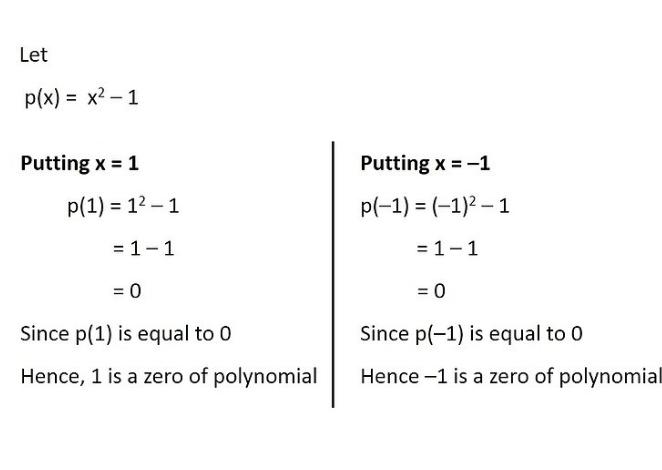 Let
p(x) = x² – 1
Putting x = 1
p(1) = 1² – 1
= 1 – 1
= 0
Since p(1) is equal to 0
Hence, 1 is a zero of polynomial
Putting x = –1
p(–1) = (–1)² – 1
= 1 – 1
= 0
Since p(–1) is equal to 0
Hence –1 is a zero of polynomial